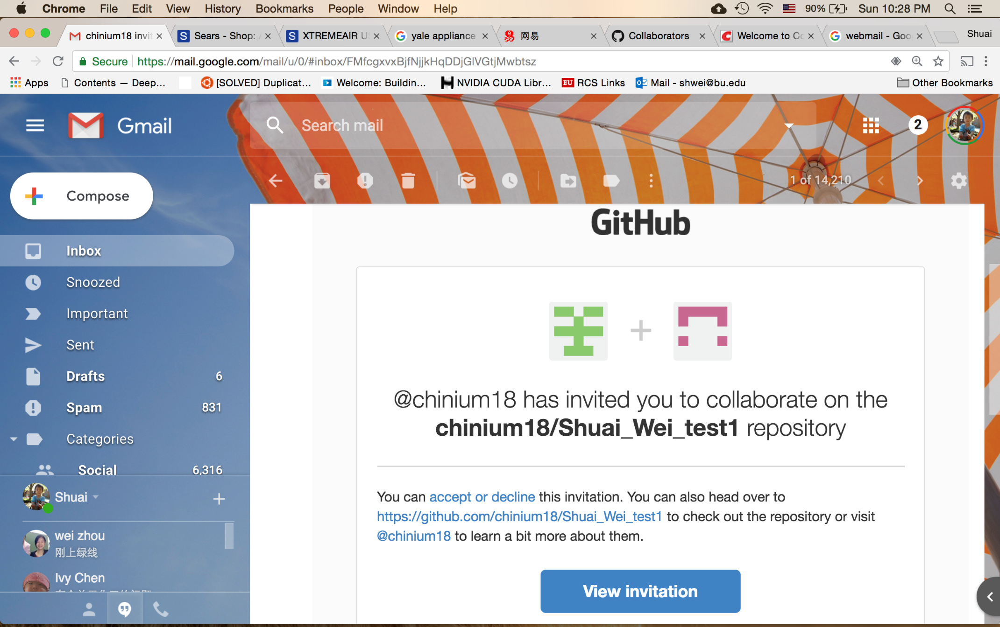 Chrome File Edit View History Bookmarks People Window Help 90% Sun 10:28 PM
chinium18 invit Sears - Shop: XTREMEAIR yale appliance 网易 Collaborators Welcome to Co webmail - Goo Shuai
Secure https://mail.google.com/mail/u/0/#inbox/FMfcgxvxBjfNjjkHqDDjGlVGtjMwbtsz
Apps Contents — Deep... [SOLVED] Duplicat... Welcome: Buildin... NVIDIA CUDA Libr... BU RCS Links Mail - shwei@bu.edu Other Bookmarks
Gmail Search mail 2
1 of 14,210
Compose
Inbox
Snoozed
Important
Sent
Drafts 6
Spam 831
Categories
Social 6,316
Shuai
wei zhou
刚上绿线
Ivy Chen
GitHub
@chinium18 has invited you to collaborate on the
chinium18/Shuai_Wei_test1 repository
You can accept or decline this invitation. You can also head over to
https://github.com/chinium18/Shuai_Wei_test1 to check out the repository or visit
@chinium18 to learn a bit more about them.
View invitation